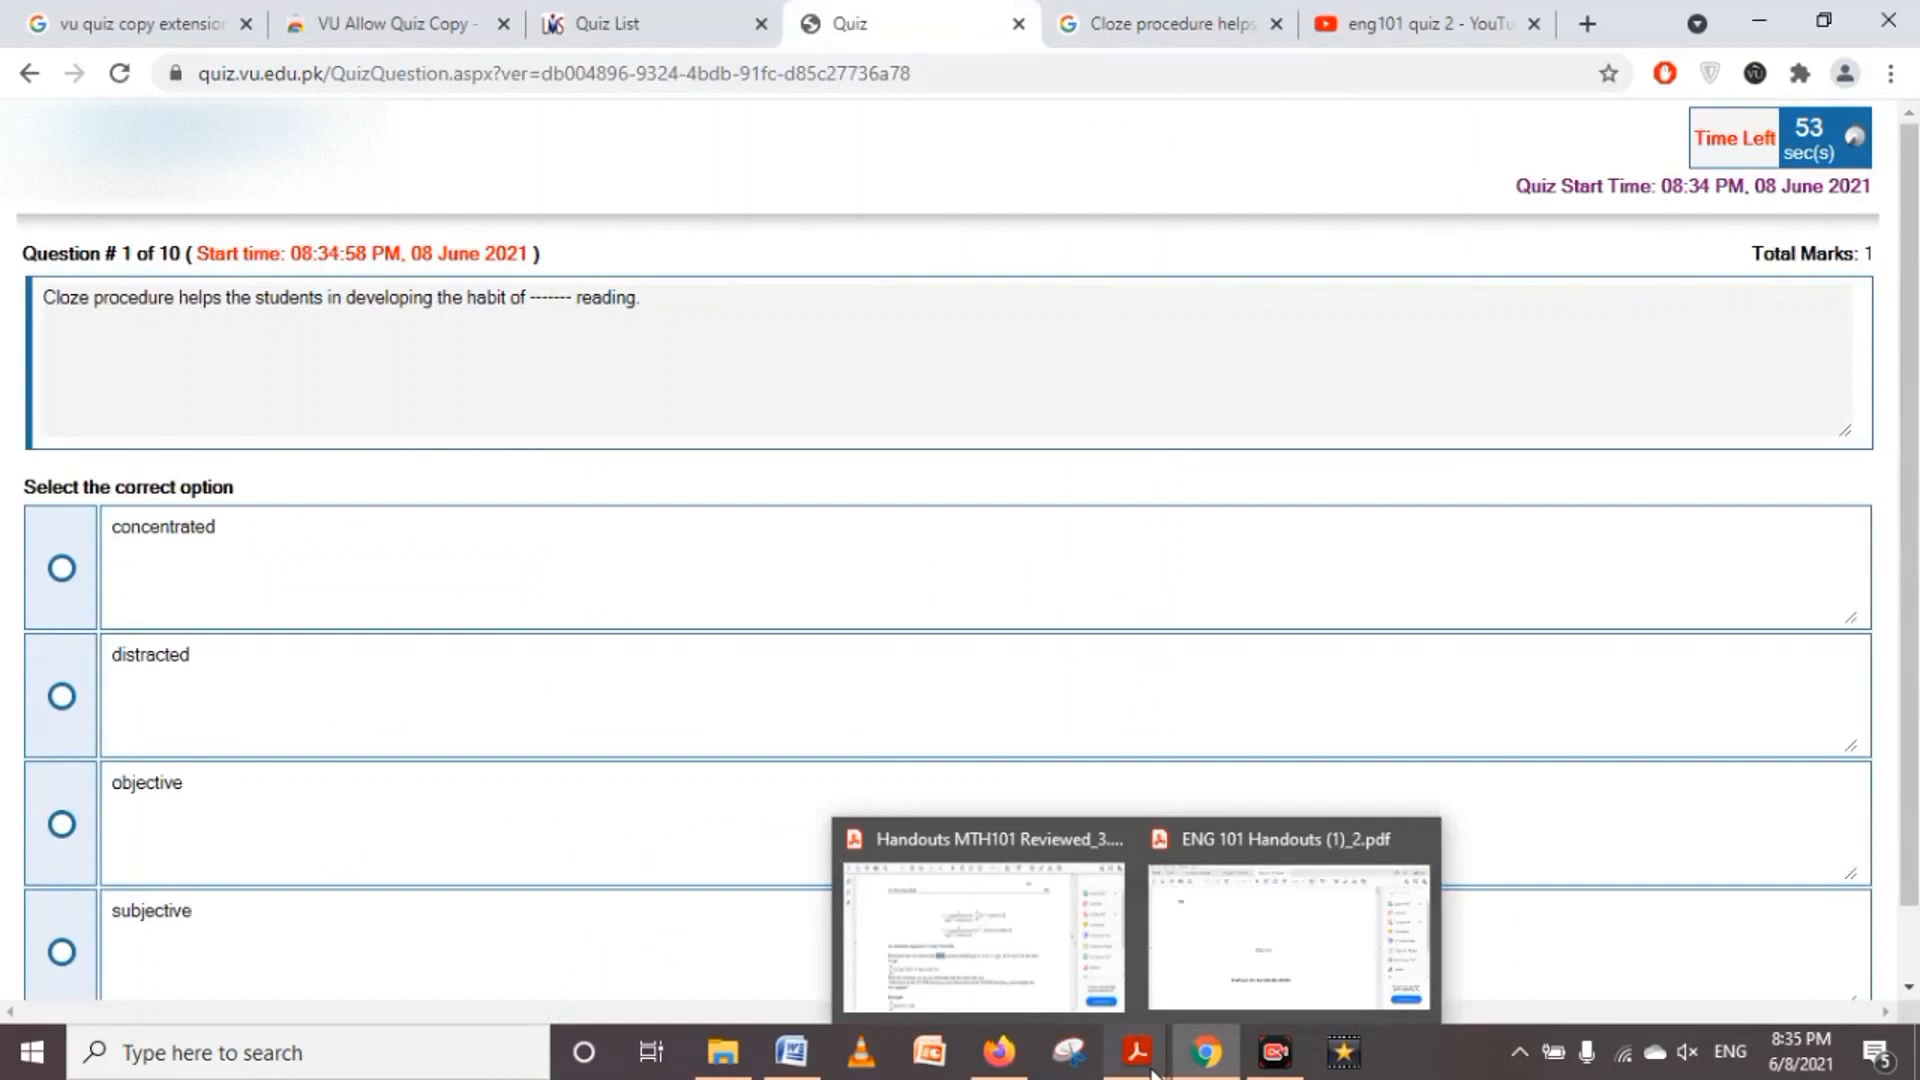 vu quiz copy extension
VU Allow Quiz Copy -
Quiz List
Quiz
Cloze procedure helps
eng101 quiz 2 - YouTu
quiz.vu.edu.pk/QuizQuestion.aspx?ver=db004896-9324-4bdb-91fc-d85c27736a78
Time Left 53
sec(s)
Quiz Start Time: 08:34 PM, 08 June 2021
Question # 1 of 10 ( Start time: 08:34:58 PM, 08 June 2021 )
Total Marks: 1
Cloze procedure helps the students in developing the habit of ------- reading.
Select the correct option
concentrated
distracted
objective
subjective
Handouts MTH101 Reviewed_3....
ENG 101 Handouts (1)_2.pdf
Type here to search
ENG
8:35 PM
6/8/2021
5